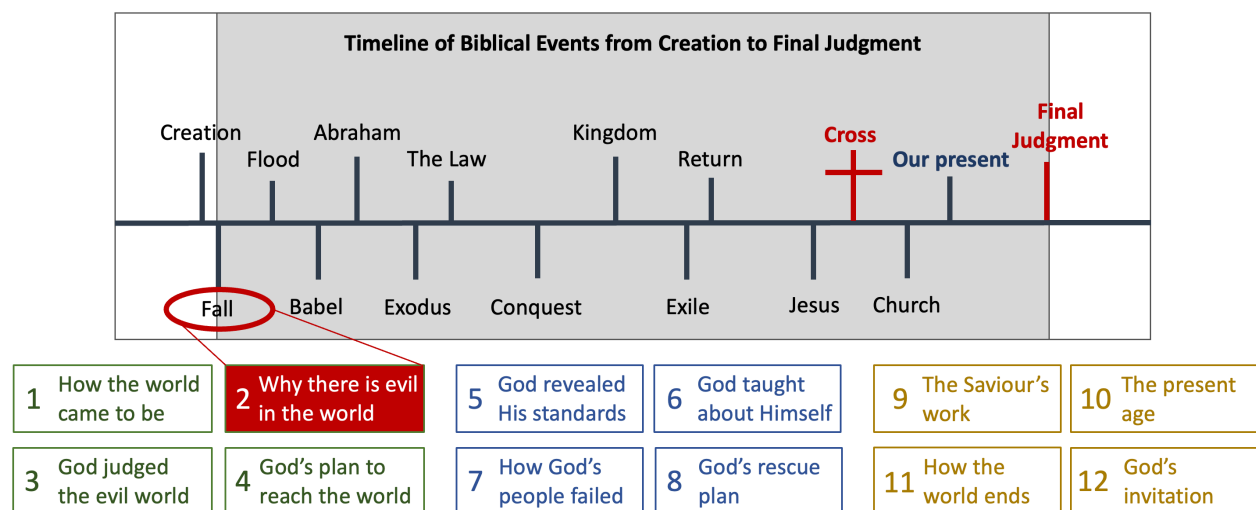 Timeline of Biblical Events from Creation to Final Judgment
Creation
Flood
Abraham
The Law
Kingdom
Return
Cross
Our present
Final
Judgment
Fall
Babel
Exodus
Conquest
Exile
Jesus
Church
1 How the world
came to be
2 Why there is evil
in the world
3 God judged
the evil world
4 God’s plan to
reach the world
5 God revealed
His standards
6 God taught
about Himself
7 How God’s
people failed
8 God’s rescue
plan
9 The Saviour’s
work
10 The present
age
11 How the
world ends
12 God’s
invitation